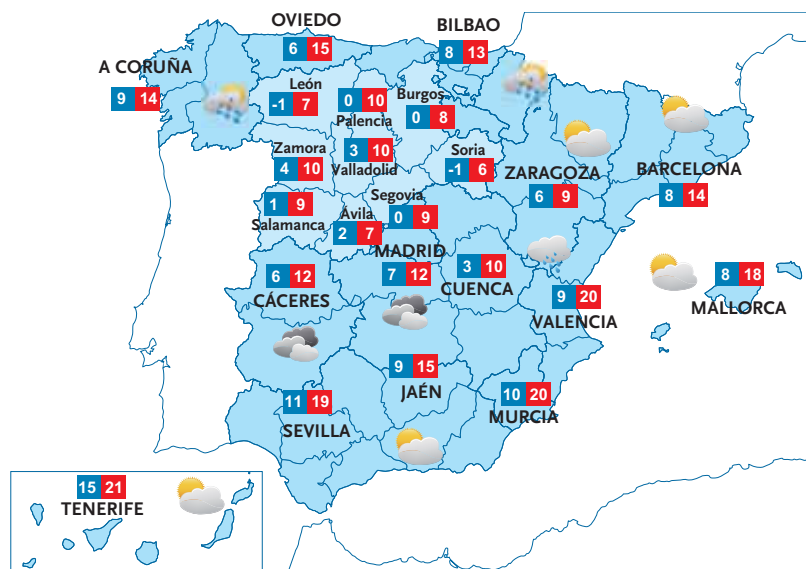 OVIEDO
6 15
BILBAO
8 13
A CORUÑA
9 14
León
-1 7
0 10
Palencia
Burgos
0 8
Zamora
4 10
3 10
Valladolid
Soria
-1 6
ZARAGOZA
6 9
BARCELONA
8 14
1 9
Salamanca
Ávila
2 7
Segovia
0 9
MADRID
7 12
3 10
CUENCA
6 12
CÁCERES
9 20
VALENCIA
8 18
MALLORCA
9 15
JAÉN
11 19
SEVILLA
10 20
MURCIA
15 21
TENERIFE